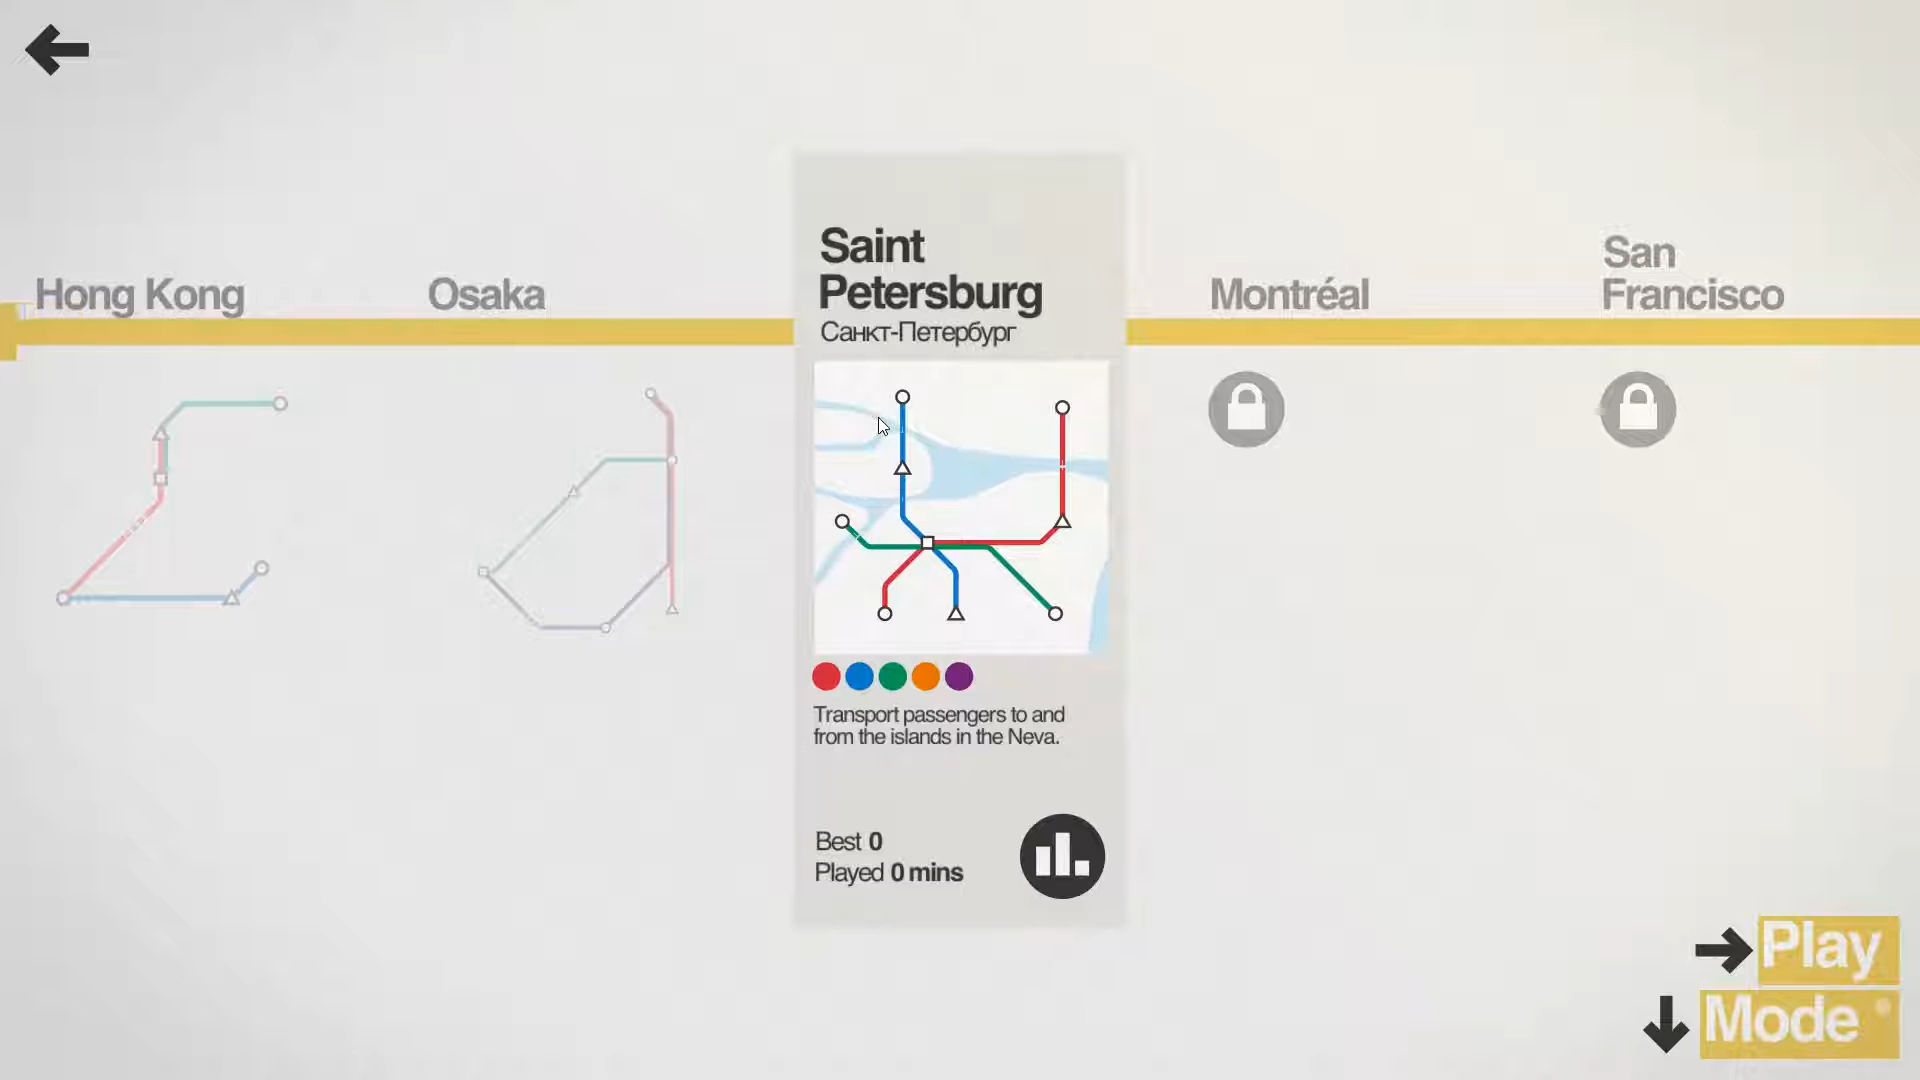 Hong Kong
Osaka
Saint
Petersburg
Санкт-Петербург
Montréal
San
Francisco
Transport passengers to and
from the islands in the Neva.
Best 0
Played 0 mins
Play
Mode